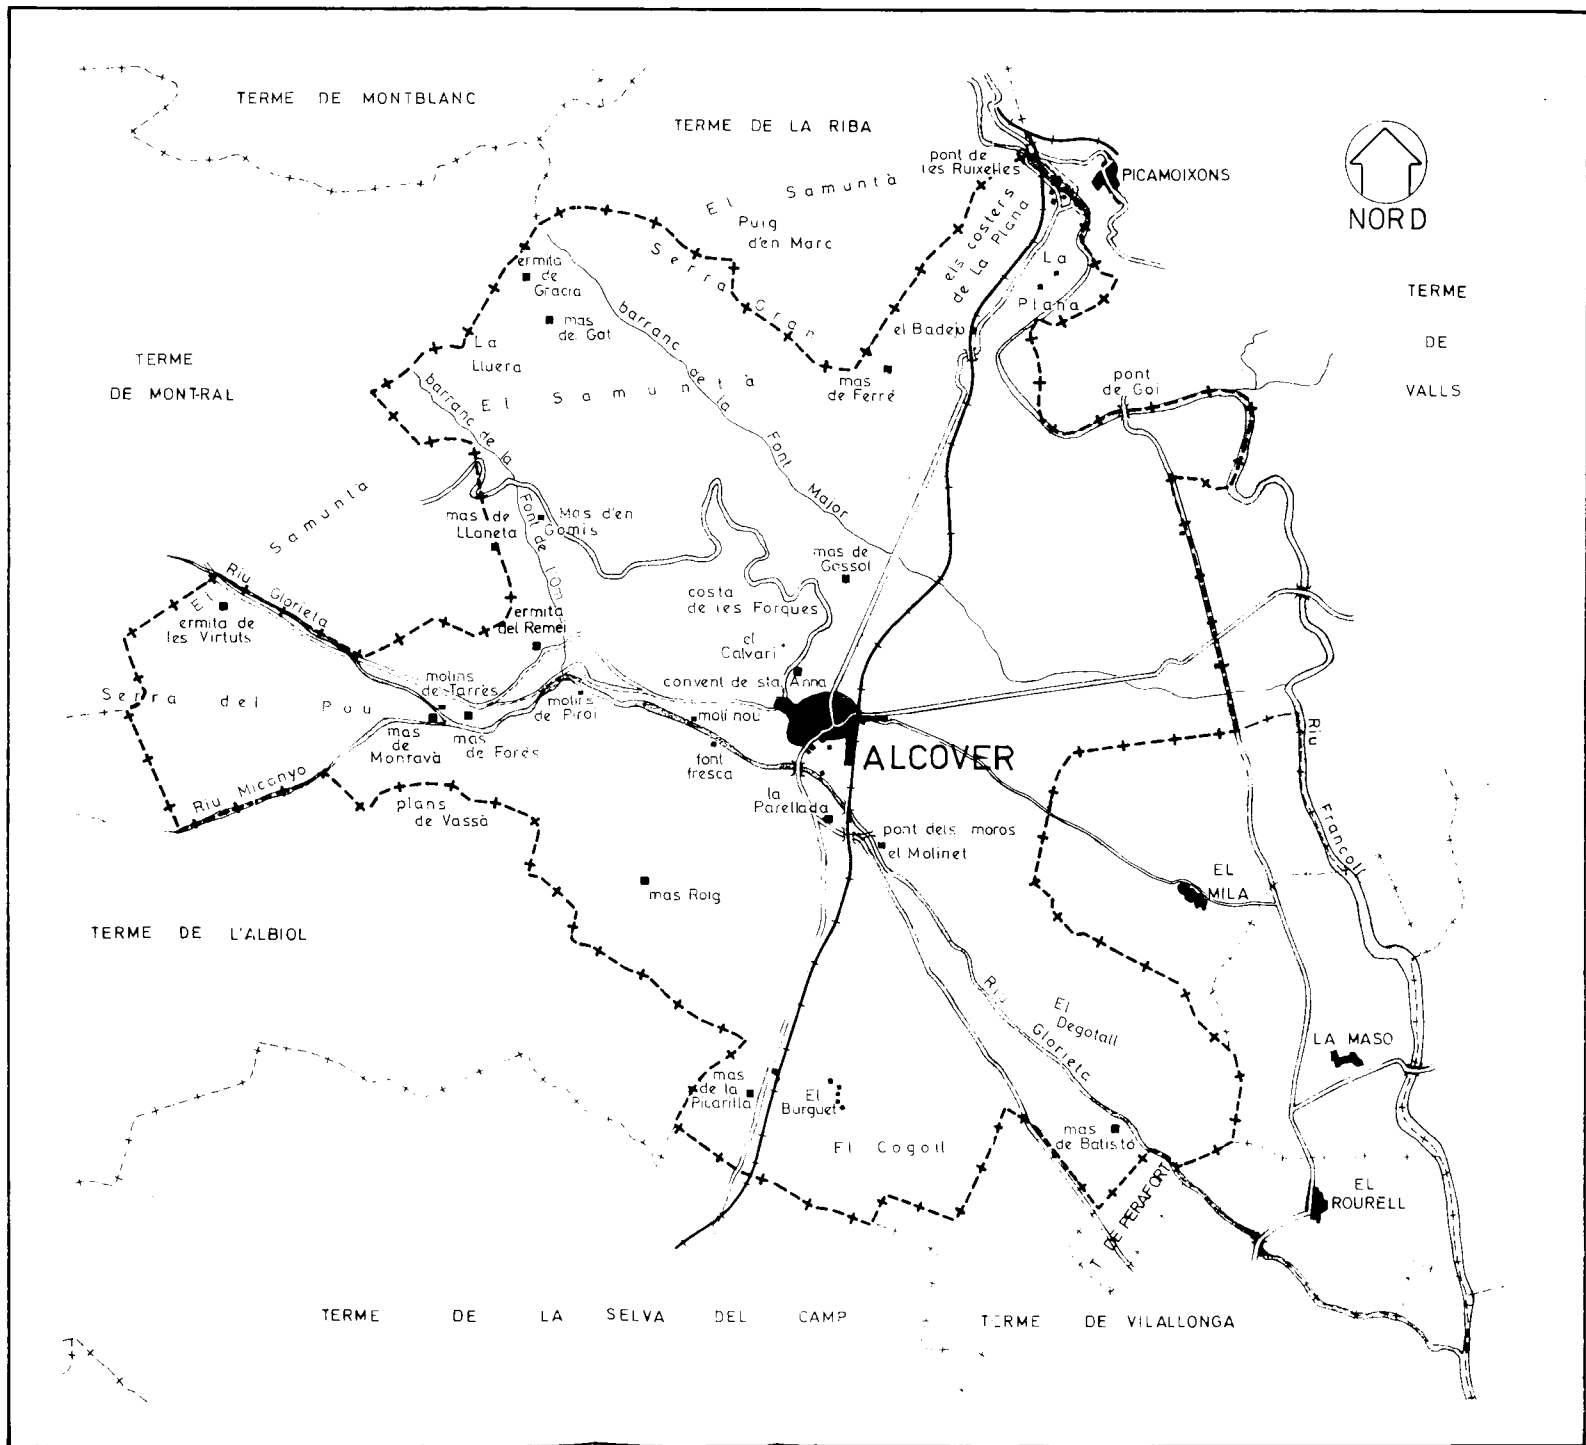 TERME DE MONTBLANC
TERME DE LA RIBA
El Samuntà
Puig
d'en Marc
pont de
les Ruixelles
PICAMOIXONS
NORD
els costers
de La Plana
La
Plana
TERME
DE
VALLS
Serra Gran
ermita
de
Gracia
mas
de Got
La
Lluera
barranc de la Font Major
el Badejo
mas
de Ferré
TERME
DE MONT-RAL
El Samuntà
pont
de Goi
barranc de la Font de l'Om
El Samuntà
mas de
LLaneta
Mas d'en
Gomis
mas de
Gassol
costa
de les Forques
Riu Glorieta
ermita de
les Virtuts
ermita
del Remei
el
Calvari
convent de sta. Anna
Serra del Pou
molins
de Tarrès
molins
de Piroi
molí nou
mas
de
Montravà
mas
de Forés
font
fresca
ALCOVER
Riu Micanyo
plans
de Vassà
la
Parellada
pont dels moros
el Molinet
Riu Francolí
mas Roig
EL
MILA
TERME DE L'ALBIOL
Riu Glorieta
El
Degotall
LA MASO
mas
de la
Picarilla
El
Burguet
El Cogoll
mas
de Batistó
T. DE PERAFORT
EL
ROURELL
TERME DE LA SELVA DEL CAMP
TERME DE VILALLONGA